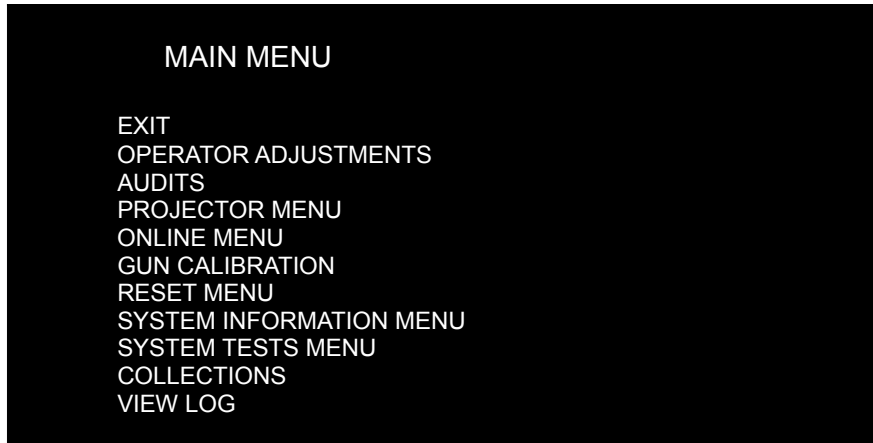 MAIN MENU
EXIT
OPERATOR ADJUSTMENTS
AUDITS
PROJECTOR MENU
ONLINE MENU
GUN CALIBRATION
RESET MENU
SYSTEM INFORMATION MENU
SYSTEM TESTS MENU
COLLECTIONS
VIEW LOG